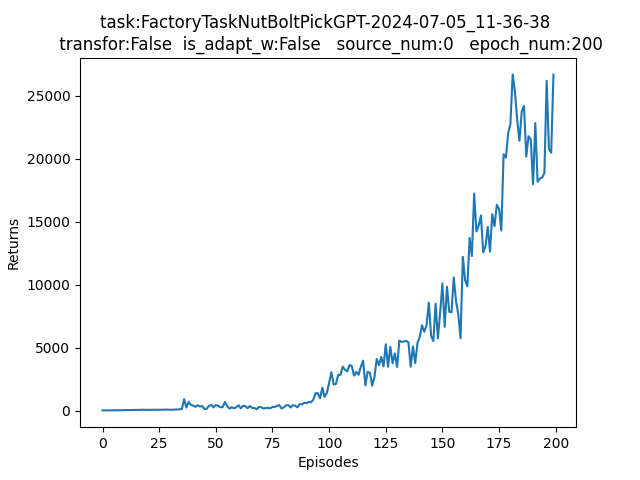 task:FactoryTaskNutBoltPickGPT-2024-07-05_11-36-38
transfor:False  is_adapt_w:False   source_num:0   epoch_num:200
25000
20000
15000
10000
5000
0
Returns
0 25 50 75 100 125 150 175 200
Episodes